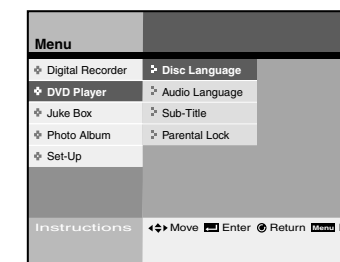 Menu
Digital Recorder
DVD Player
Juke Box
Photo Album
Set-Up
Disc Language
Audio Language
Sub-Title
Parental Lock
Instructions
Move Enter Return Menu